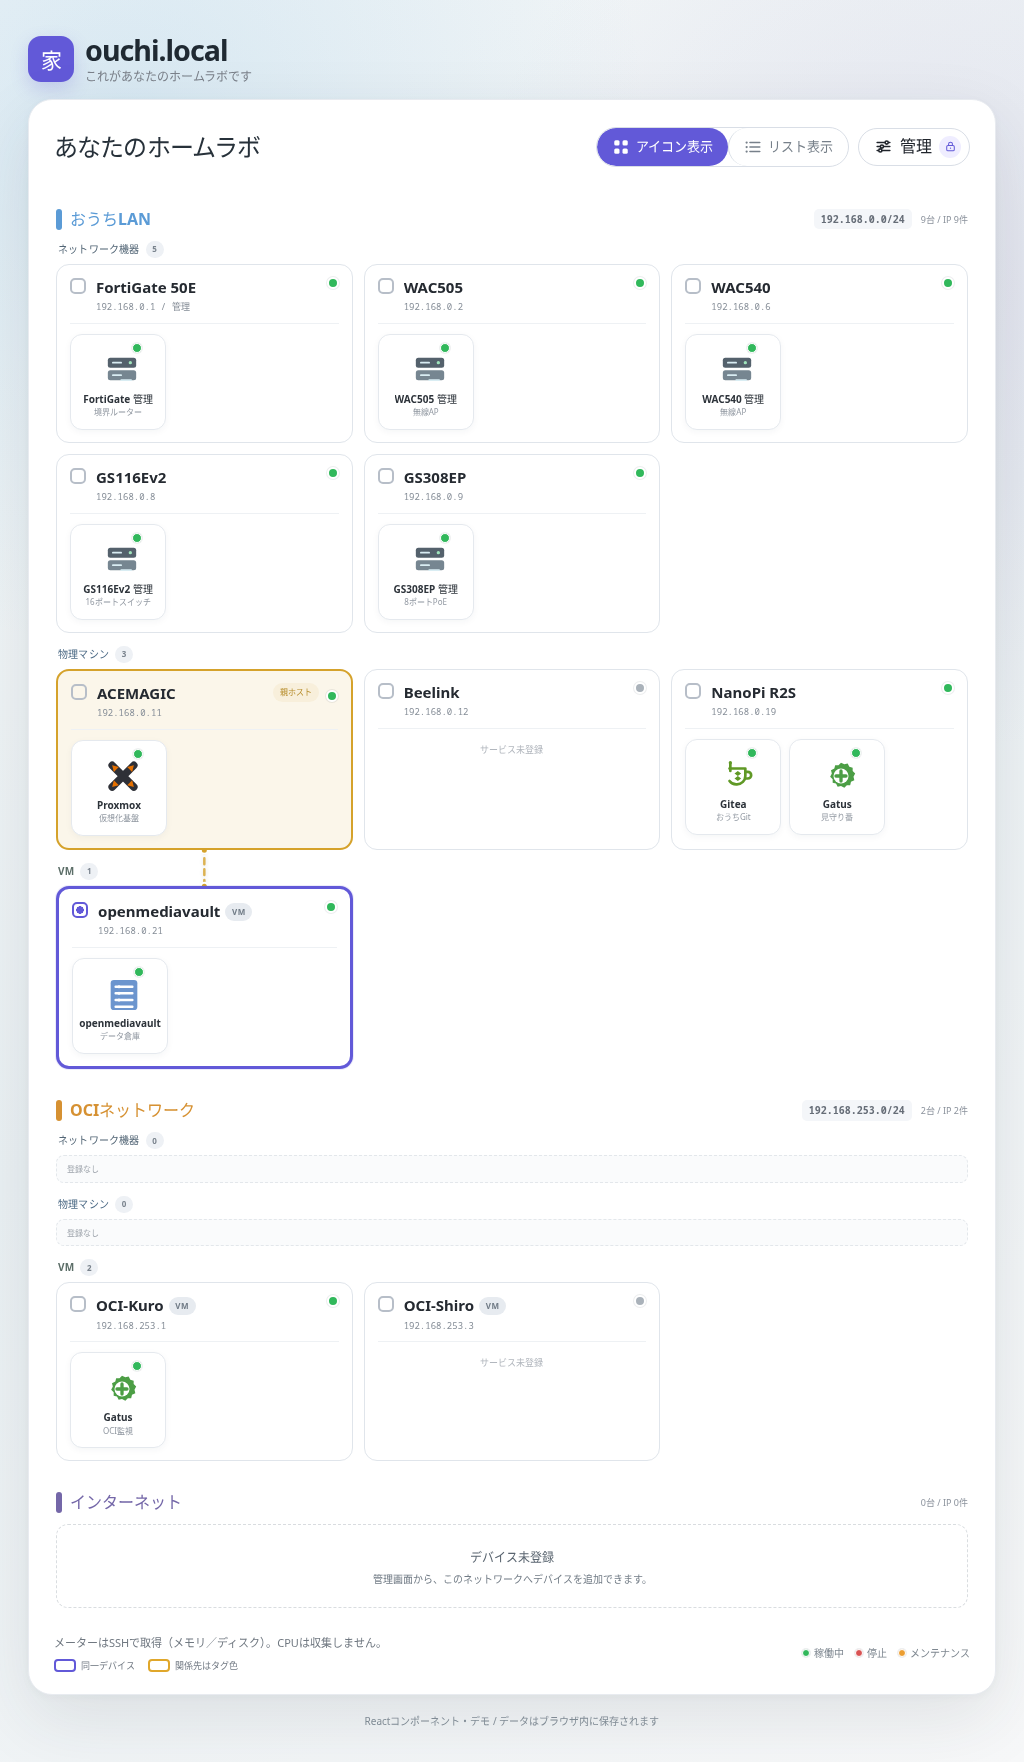 家
ouchi.local
これがあなたのホームラボです
あなたのホームラボ
アイコン表示
リスト表示
管理
おうちLAN
192.168.0.0/24
9台 / IP 9件
ネットワーク機器 5
FortiGate 50E
192.168.0.1 / 管理
FortiGate 管理
境界ルーター
WAC505
192.168.0.2
WAC505 管理
無線AP
WAC540
192.168.0.6
WAC540 管理
無線AP
GS116Ev2
192.168.0.8
GS116Ev2 管理
16ポートスイッチ
GS308EP
192.168.0.9
GS308EP 管理
8ポートPoE
物理マシン 3
ACEMAGIC
親ホスト
192.168.0.11
Proxmox
仮想化基盤
Beelink
192.168.0.12
サービス未登録
NanoPi R2S
192.168.0.19
Gitea
おうちGit
Gatus
見守り番
VM 1
openmediavault VM
192.168.0.21
openmediavault
データ倉庫
OCIネットワーク
192.168.253.0/24
2台 / IP 2件
ネットワーク機器 0
登録なし
物理マシン 0
登録なし
VM 2
OCI-Kuro VM
192.168.253.1
Gatus
OCI監視
OCI-Shiro VM
192.168.253.3
サービス未登録
インターネット
0台 / IP 0件
デバイス未登録
管理画面から、このネットワークへデバイスを追加できます。
メーターはSSHで取得（メモリ／ディスク）。CPUは収集しません。
同一デバイス
関係先はタグ色
稼働中
停止
メンテナンス
Reactコンポーネント・デモ / データはブラウザ内に保存されます